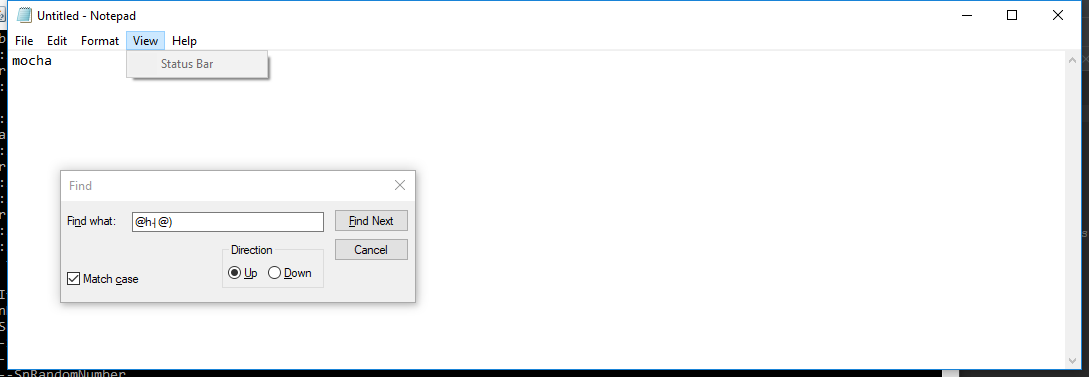 Untitled - Notepad
File Edit Format View Help
mocha
Status Bar
Find
Find what: @h-|@)
Find Next
Direction
Cancel
Up Down
Match case
--SnRandomNumber